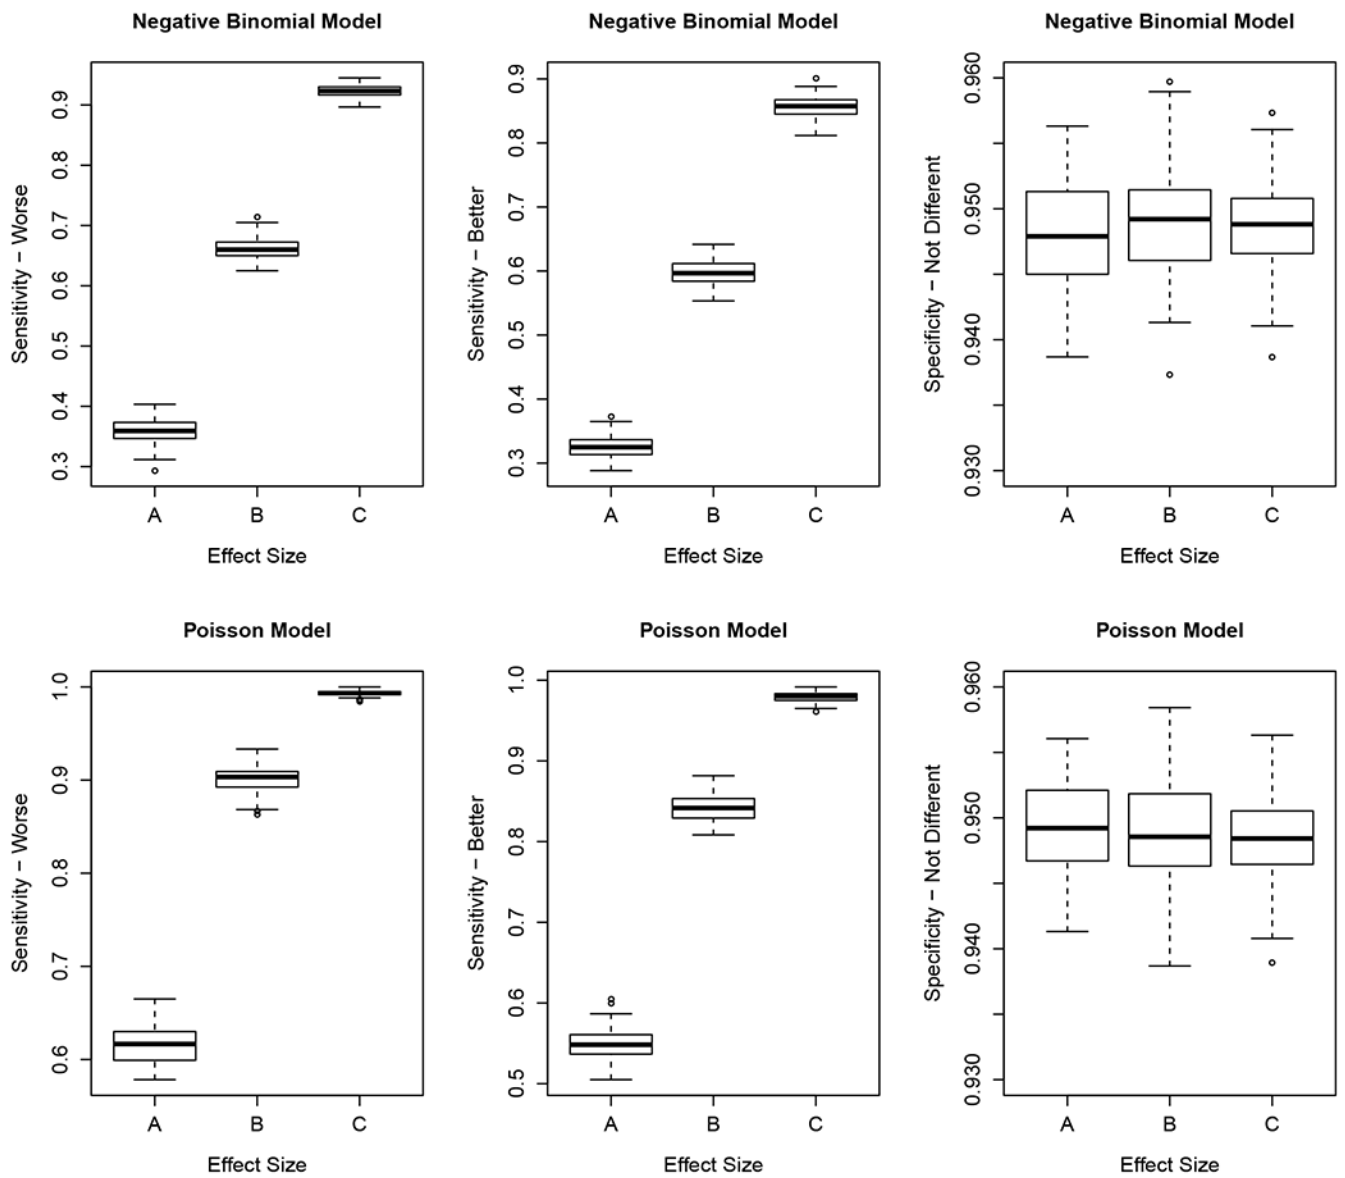 Negative Binomial Model
Sensitivity – Worse
0.9
0.8
0.7
0.6
0.5
0.4
0.3
A B C
Effect Size
Negative Binomial Model
Sensitivity – Better
0.9
0.8
0.7
0.6
0.5
0.4
0.3
A B C
Effect Size
Negative Binomial Model
Specificity – Not Different
0.960
0.950
0.940
0.930
A B C
Effect Size
Poisson Model
Sensitivity – Worse
1.0
0.9
0.8
0.7
0.6
A B C
Effect Size
Poisson Model
Sensitivity – Better
1.0
0.9
0.8
0.7
0.6
0.5
A B C
Effect Size
Poisson Model
Specificity – Not Different
0.960
0.950
0.940
0.930
A B C
Effect Size